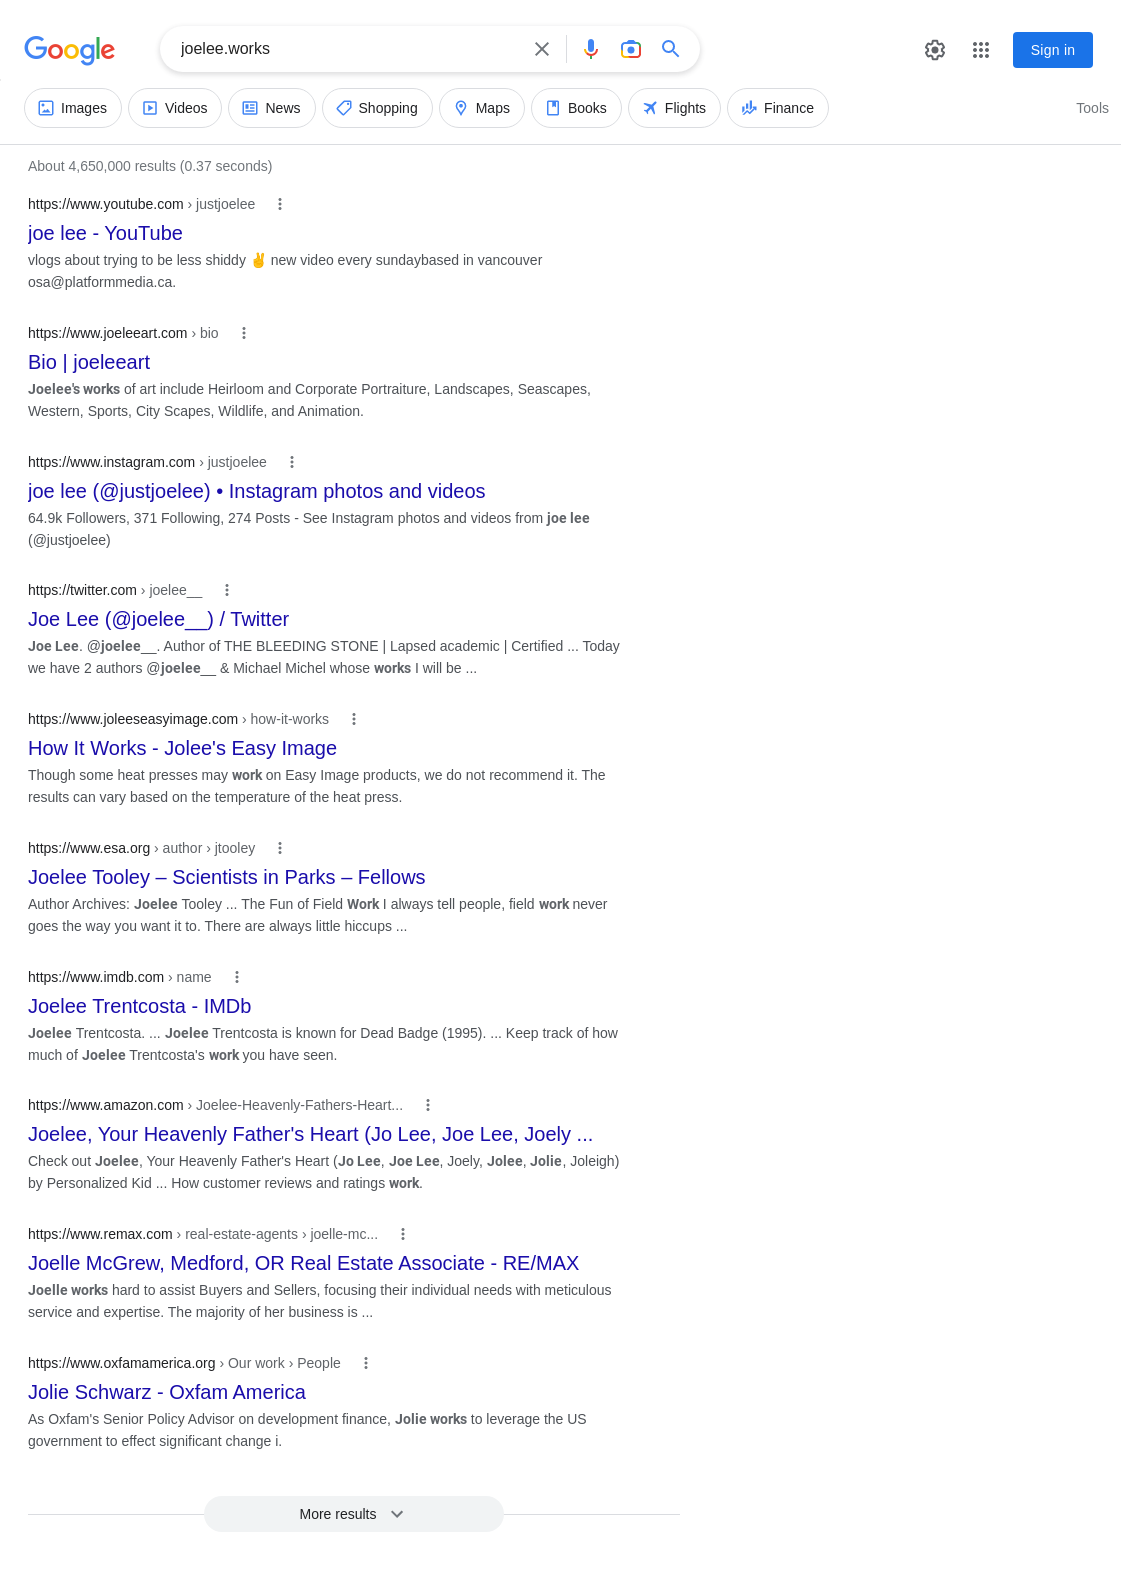 Google
joelee.works
Sign in
Images Videos News Shopping Maps Books Flights Finance Tools
About 4,650,000 results (0.37 seconds)
https://www.youtube.com › justjoelee
joe lee - YouTube
vlogs about trying to be less shiddy ✌ new video every sundaybased in vancouver
osa@platformmedia.ca.
https://www.joeleeart.com › bio
Bio | joeleeart
Joelee's works of art include Heirloom and Corporate Portraiture, Landscapes, Seascapes,
Western, Sports, City Scapes, Wildlife, and Animation.
https://www.instagram.com › justjoelee
joe lee (@justjoelee) • Instagram photos and videos
64.9k Followers, 371 Following, 274 Posts - See Instagram photos and videos from joe lee
(@justjoelee)
https://twitter.com › joelee__
Joe Lee (@joelee__) / Twitter
Joe Lee. @joelee__. Author of THE BLEEDING STONE | Lapsed academic | Certified ... Today
we have 2 authors @joelee__ & Michael Michel whose works I will be ...
https://www.joleeseasyimage.com › how-it-works
How It Works - Jolee's Easy Image
Though some heat presses may work on Easy Image products, we do not recommend it. The
results can vary based on the temperature of the heat press.
https://www.esa.org › author › jtooley
Joelee Tooley – Scientists in Parks – Fellows
Author Archives: Joelee Tooley ... The Fun of Field Work I always tell people, field work never
goes the way you want it to. There are always little hiccups ...
https://www.imdb.com › name
Joelee Trentcosta - IMDb
Joelee Trentcosta. ... Joelee Trentcosta is known for Dead Badge (1995). ... Keep track of how
much of Joelee Trentcosta's work you have seen.
https://www.amazon.com › Joelee-Heavenly-Fathers-Heart...
Joelee, Your Heavenly Father's Heart (Jo Lee, Joe Lee, Joely ...
Check out Joelee, Your Heavenly Father's Heart (Jo Lee, Joe Lee, Joely, Jolee, Jolie, Joleigh)
by Personalized Kid ... How customer reviews and ratings work.
https://www.remax.com › real-estate-agents › joelle-mc...
Joelle McGrew, Medford, OR Real Estate Associate - RE/MAX
Joelle works hard to assist Buyers and Sellers, focusing their individual needs with meticulous
service and expertise. The majority of her business is ...
https://www.oxfamamerica.org › Our work › People
Jolie Schwarz - Oxfam America
As Oxfam's Senior Policy Advisor on development finance, Jolie works to leverage the US
government to effect significant change i.
More results